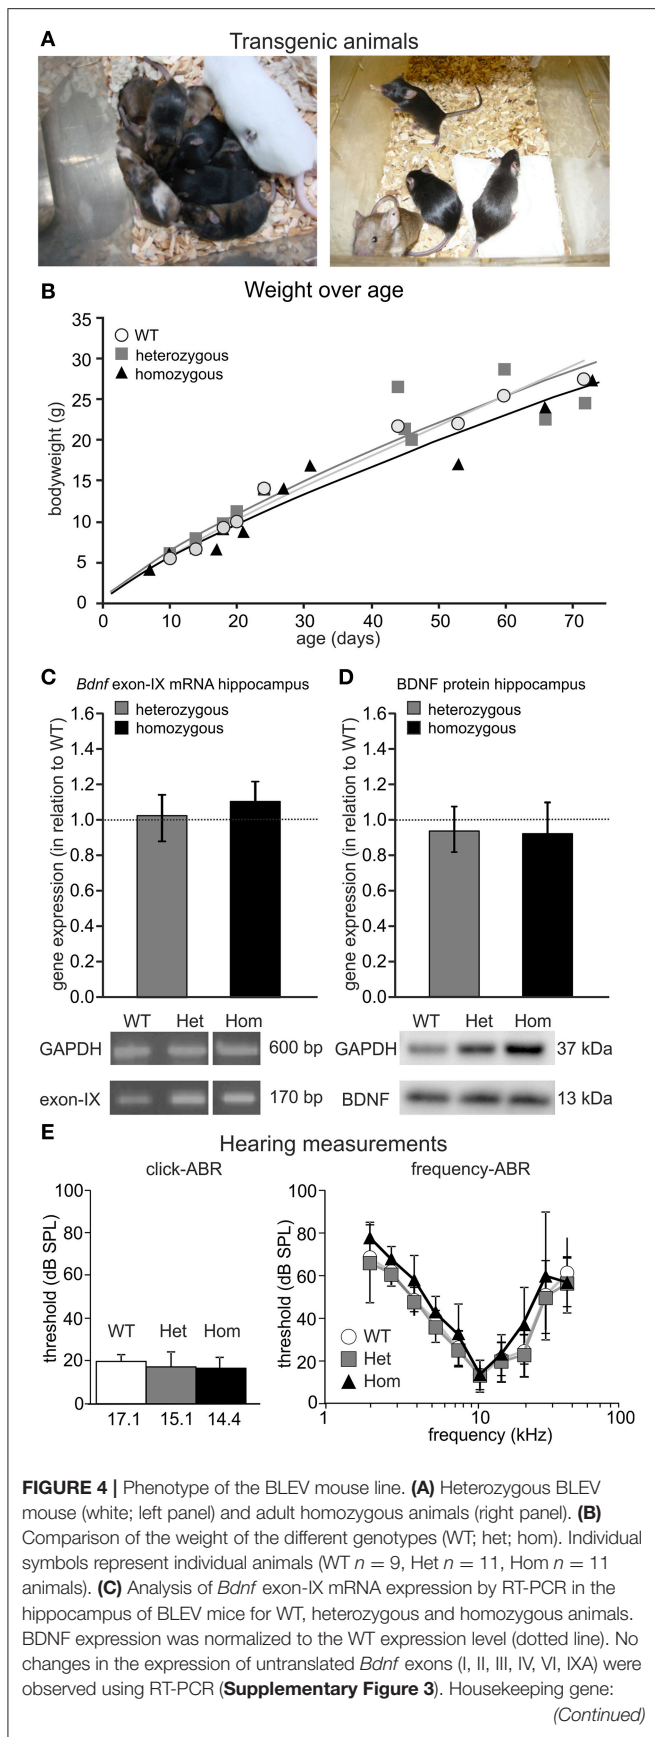 A
Transgenic animals
B
Weight over age
35
30
25
20
15
10
5
0
bodyweight (g)
WT
heterozygous
homozygous
0 10 20 30 40 50 60 70
age (days)
C
Bdnf exon-IX mRNA hippocampus
heterozygous
homozygous
gene expression (in relation to WT)
1.6
1.4
1.2
1.0
0.8
0.6
0.4
0.2
0.0
WT Het Hom
GAPDH 600 bp
exon-IX 170 bp
D
BDNF protein hippocampus
heterozygous
homozygous
gene expression (in relation to WT)
1.6
1.4
1.2
1.0
0.8
0.6
0.4
0.2
0.0
WT Het Hom
GAPDH 37 kDa
BDNF 13 kDa
E
Hearing measurements
click-ABR
threshold (dB SPL)
100
80
60
40
20
0
WT Het Hom
17.1 15.1 14.4
frequency-ABR
threshold (dB SPL)
100
80
60
40
20
0
WT
Het
Hom
1 10 100
frequency (kHz)
FIGURE 4 | Phenotype of the BLEV mouse line. (A) Heterozygous BLEV
mouse (white; left panel) and adult homozygous animals (right panel). (B)
Comparison of the weight of the different genotypes (WT; het; hom). Individual
symbols represent individual animals (WT n = 9, Het n = 11, Hom n = 11
animals). (C) Analysis of Bdnf exon-IX mRNA expression by RT-PCR in the
hippocampus of BLEV mice for WT, heterozygous and homozygous animals.
BDNF expression was normalized to the WT expression level (dotted line). No
changes in the expression of untranslated Bdnf exons (I, II, III, IV, VI, IXA) were
observed using RT-PCR (Supplementary Figure 3). Housekeeping gene:
(Continued)